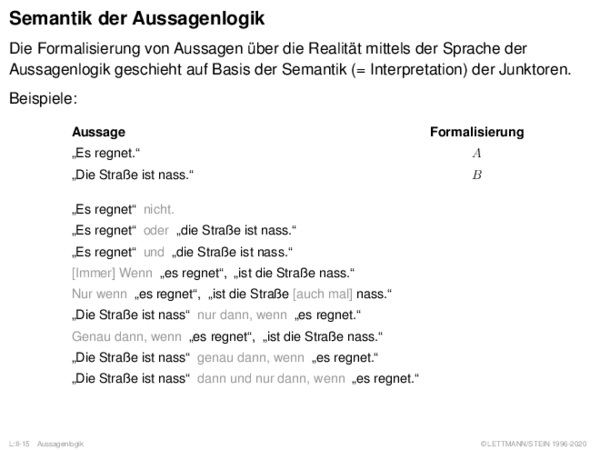 Semantik der Aussagenlogik
Die Formalisierung von Aussagen über die Realität mittels der Sprache der
Aussagenlogik geschieht auf Basis der Semantik (= Interpretation) der Junktoren.
Beispiele:
Aussage Formalisierung
„Es regnet.“ A
„Die Straße ist nass.“ B
„Es regnet“ nicht.
„Es regnet“ oder „die Straße ist nass.“
„Es regnet“ und „die Straße ist nass.“
[Immer] Wenn „es regnet“, „ist die Straße nass.“
Nur wenn „es regnet“, „ist die Straße [auch mal] nass.“
„Die Straße ist nass“ nur dann, wenn „es regnet.“
Genau dann, wenn „es regnet“, „ist die Straße nass.“
„Die Straße ist nass“ genau dann, wenn „es regnet.“
„Die Straße ist nass“ dann und nur dann, wenn „es regnet.“
L:II-15 Aussagenlogik ©LETTMANN/STEIN 1996-2020